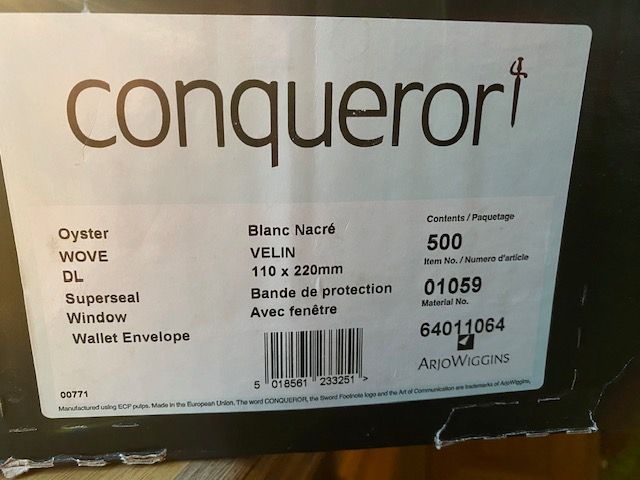 conqueror
Oyster
WOVE
DL
Superseal
Window
Wallet Envelope
Blanc Nacré
VELIN
110 x 220mm
Bande de protection
Avec fenêtre
Contents / Paquetage
500
Item No. / Numero d'article
01059
Material No.
64011064
ARJOWIGGINS
5 018561 233251 >
00771
Manufactured using ECF pulps. Made in the European Union. The word CONQUEROR, the Sword Footnote logo and the Art of Communication are trademarks of ArjoWiggins,